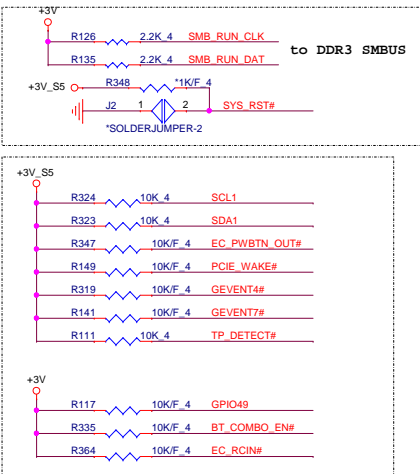 +3V
R126 2.2K_4 SMB_RUN_CLK
to DDR3 SMBUS
R135 2.2K_4 SMB_RUN_DAT
+3V_S5 R348 *1K/F_4
J2 1 2 SYS_RST#
*SOLDERJUMPER-2
+3V_S5
R324 10K_4 SCL1
R323 10K_4 SDA1
R347 10K/F_4 EC_PWBTN_OUT#
R149 10K/F_4 PCIE_WAKE#
R319 10K/F_4 GEVENT4#
R141 10K/F_4 GEVENT7#
R111 10K_4 TP_DETECT#
+3V
R117 10K/F_4 GPIO49
R335 10K/F_4 BT_COMBO_EN#
R364 10K/F_4 EC_RCIN#